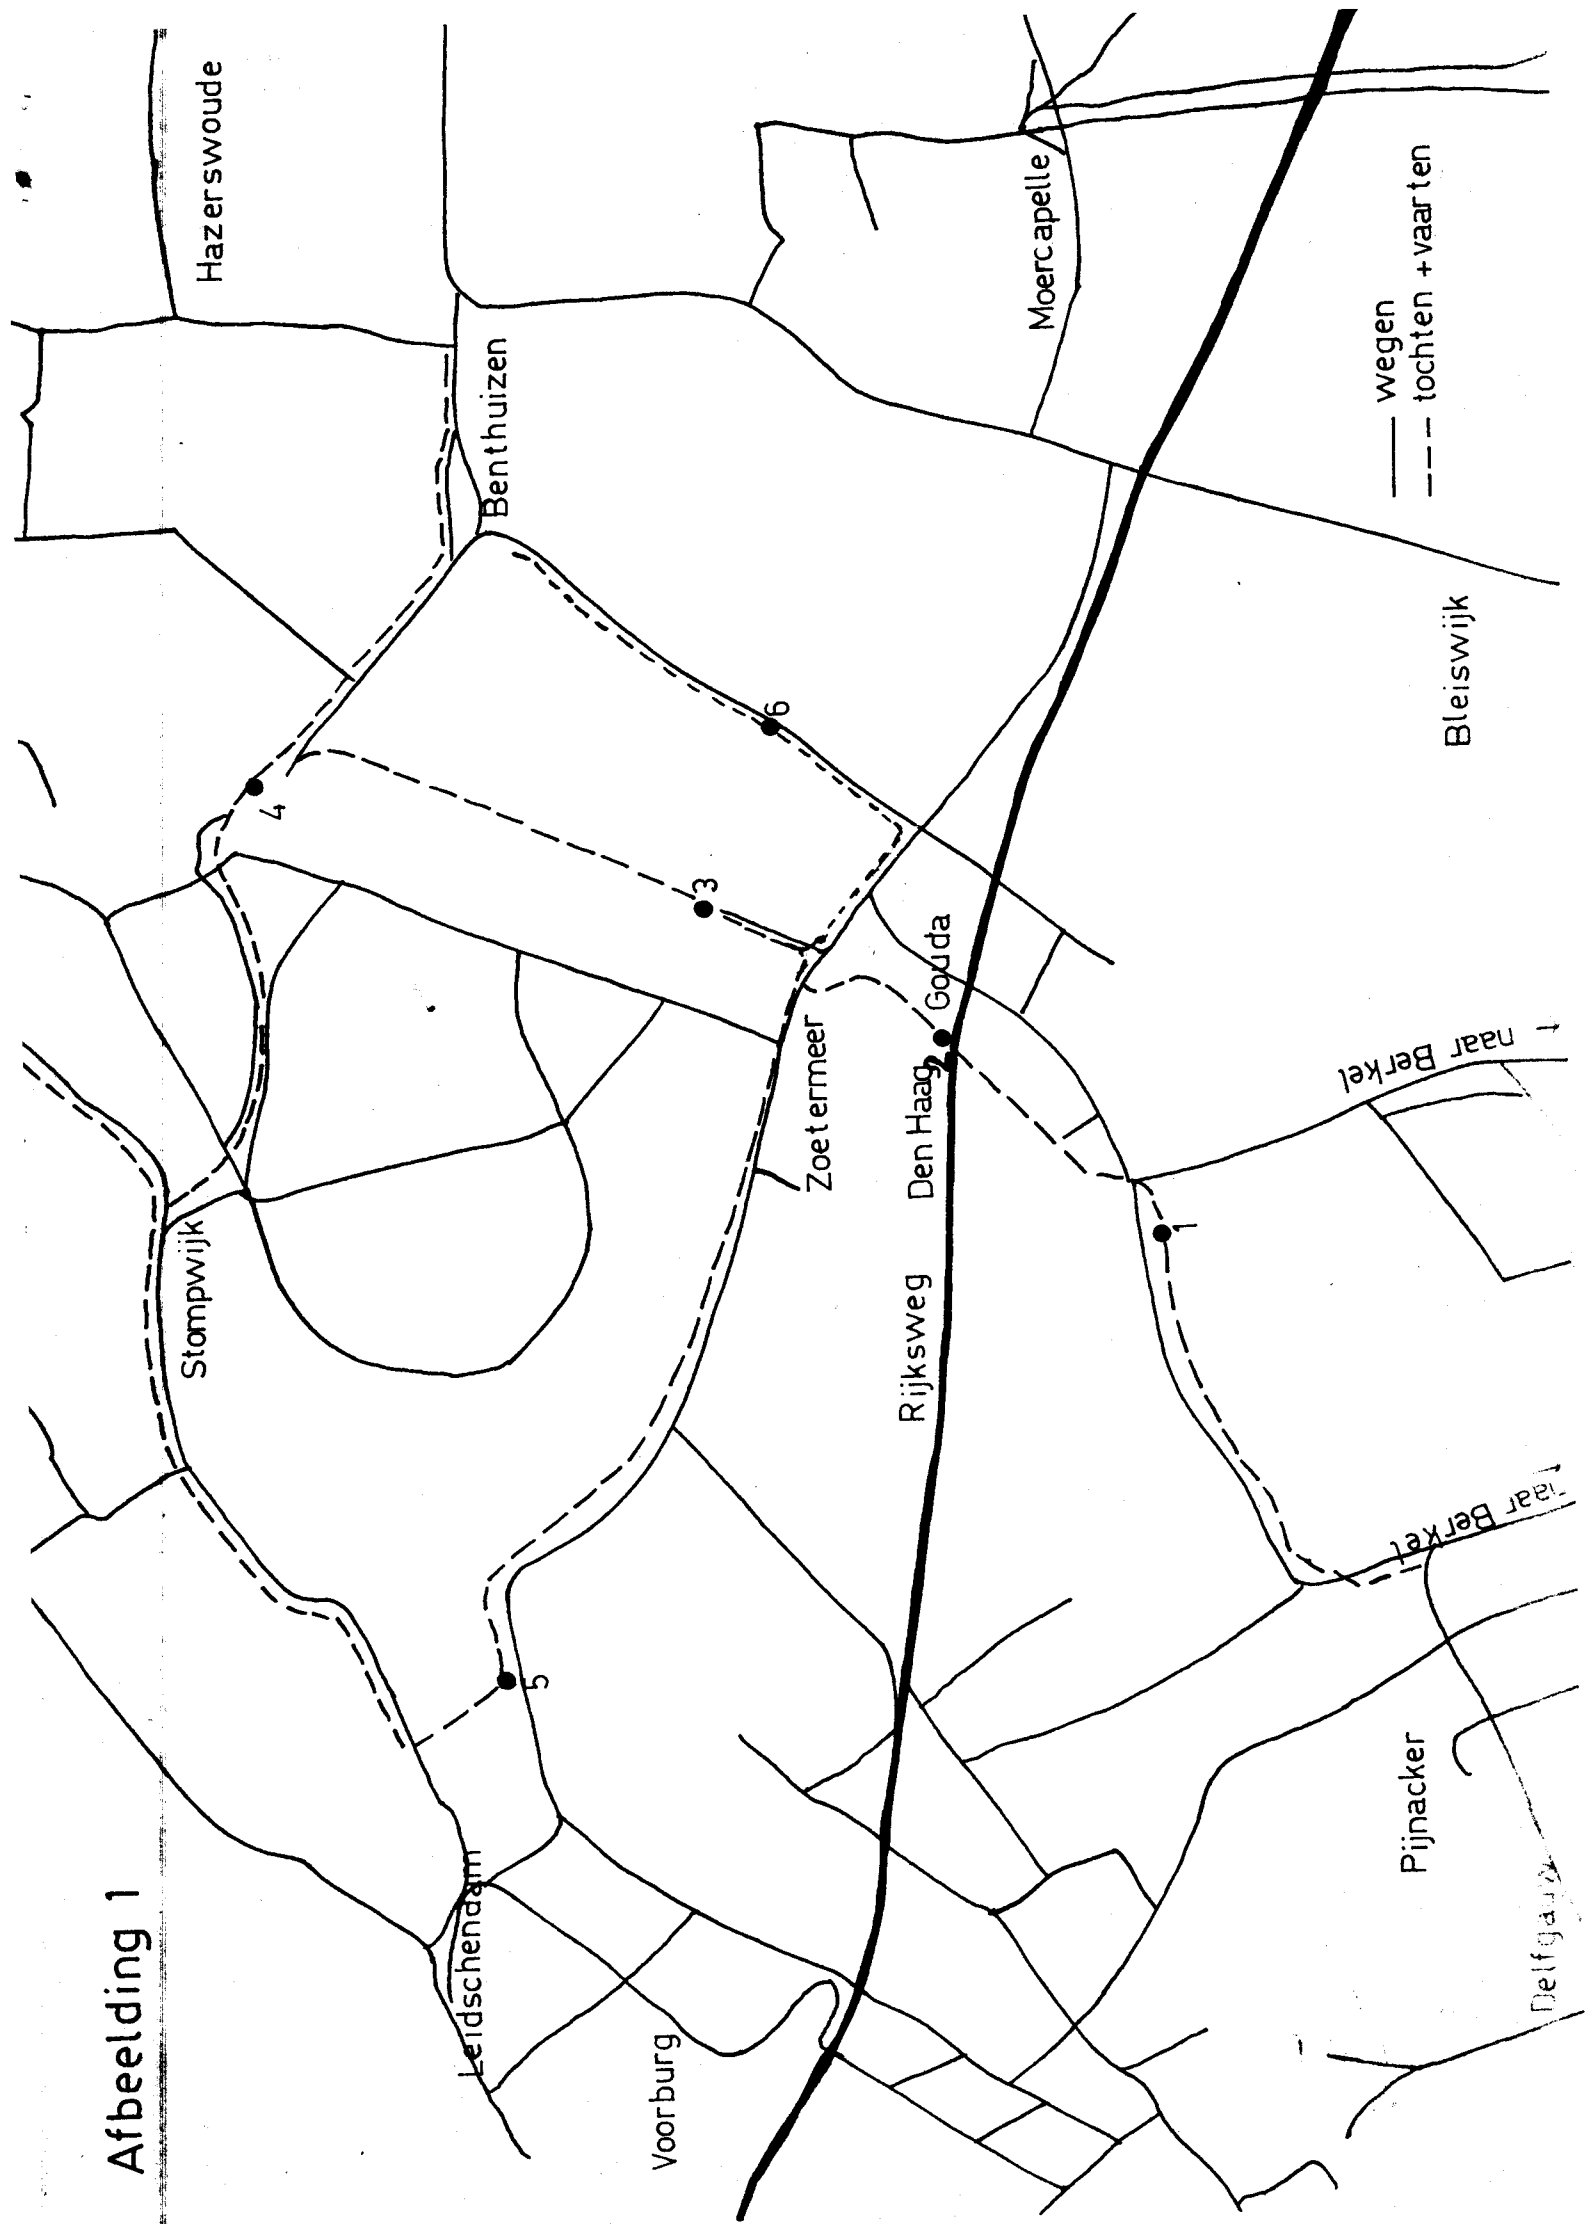 Afbeelding 1
Hazerswoude
Stompwijk
Benthuizen
4
Leidschendam
5
3
6
Zoetermeer
Voorburg
Rijksweg Den Haag Gouda
2
Moercapelle
1
naar Berkel
naar Berkel
Pijnacker
Bleiswijk
Delfgauw
wegen
tochten + vaarten